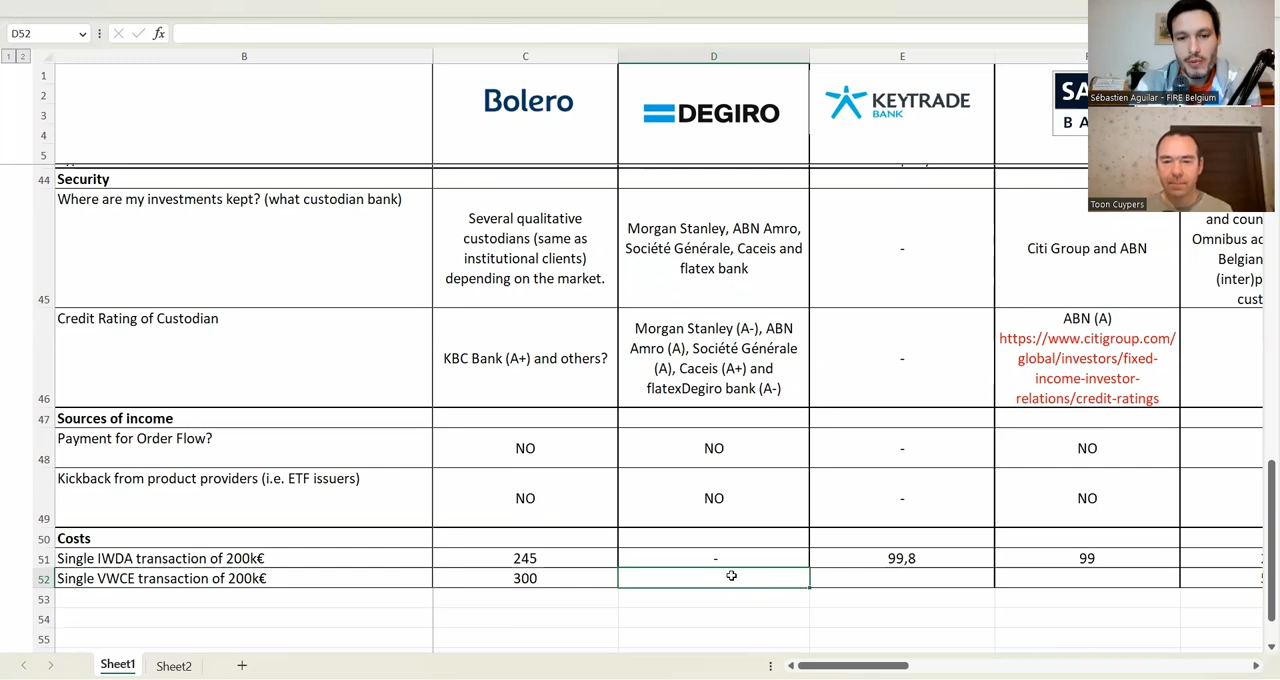 D52
fx
Sébastien Aguilar - FIRE Belgium
Toon Cuypers
1 2
B C D E F
1
2
3
4
5
Bolero
DEGIRO
KEYTRADE
BANK
SA
BA
44 Security
45 Where are my investments kept? (what custodian bank)
Several qualitative
custodians (same as
institutional clients)
depending on the market.
Morgan Stanley, ABN Amro,
Société Générale, Caceis and
flatex bank
-
Citi Group and ABN
and coun
Omnibus ac
Belgian
(inter)p
cust
46 Credit Rating of Custodian
KBC Bank (A+) and others?
Morgan Stanley (A-), ABN
Amro (A), Société Générale
(A), Caceis (A+) and
flatexDegiro bank (A-)
-
ABN (A)
https://www.citigroup.com/
global/investors/fixed-
income-investor-
relations/credit-ratings
47 Sources of income
48 Payment for Order Flow? NO NO - NO
49 Kickback from product providers (i.e. ETF issuers) NO NO - NO
50 Costs
51 Single IWDA transaction of 200k€ 245 - 99,8 99
52 Single VWCE transaction of 200k€ 300
53
54
55
Sheet1 Sheet2 +